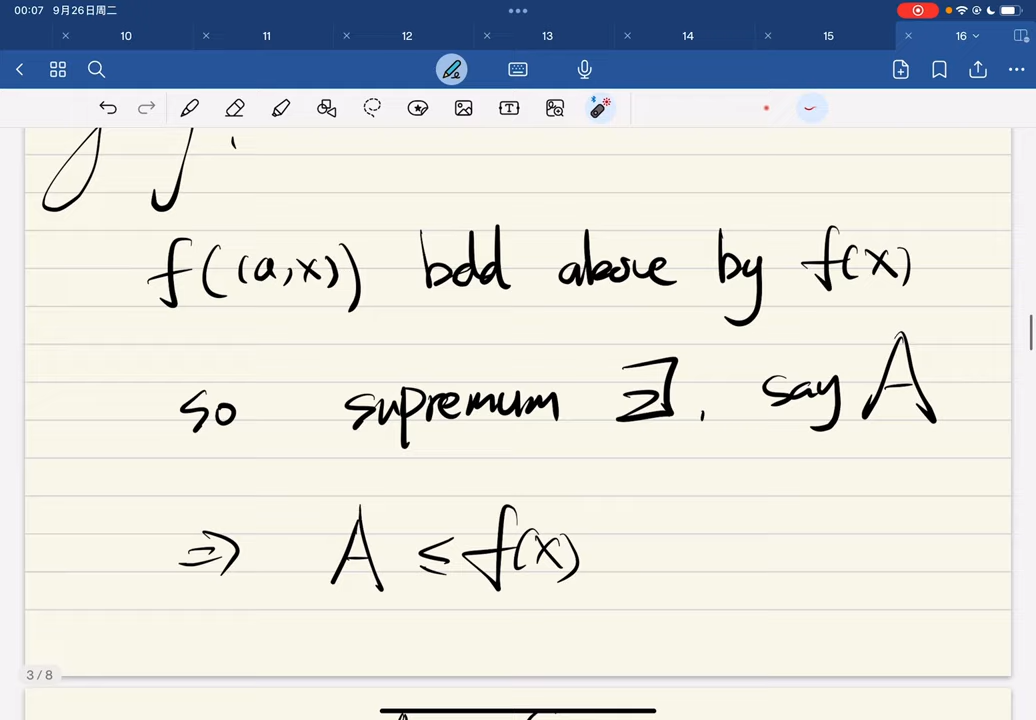 00:07 9月26日周二
10 11 12 13 14 15 16
f((a,x)) bdd above by f(x)
so supremum ∃, say A
⇒ A ≤ f(x)
3 / 8